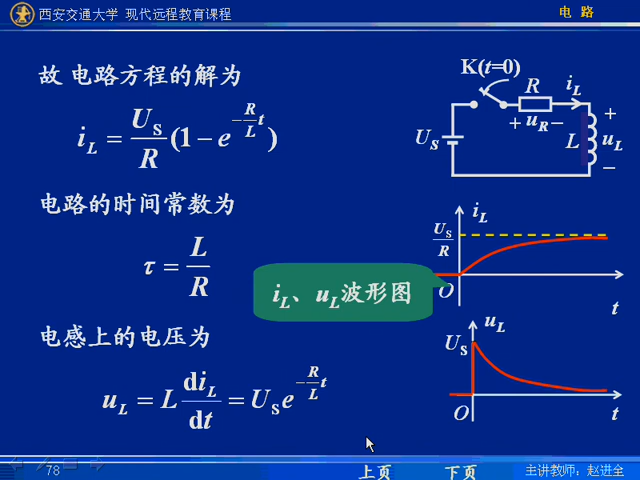 西安交通大学 现代远程教育课程
电 路
故 电路方程的解为
i_L = U_S/R (1 − e^{−(R/L)t})
电路的时间常数为
τ = L/R
电感上的电压为
u_L = L di_L/dt = U_S e^{−(R/L)t}
K(t=0)
R
i_L
+ u_R −
U_S
L
+
u_L
−
i_L
U_S/R
O
t
i_L、u_L波形图
u_L
U_S
O
t
78
上页
下页
主讲教师：赵进全